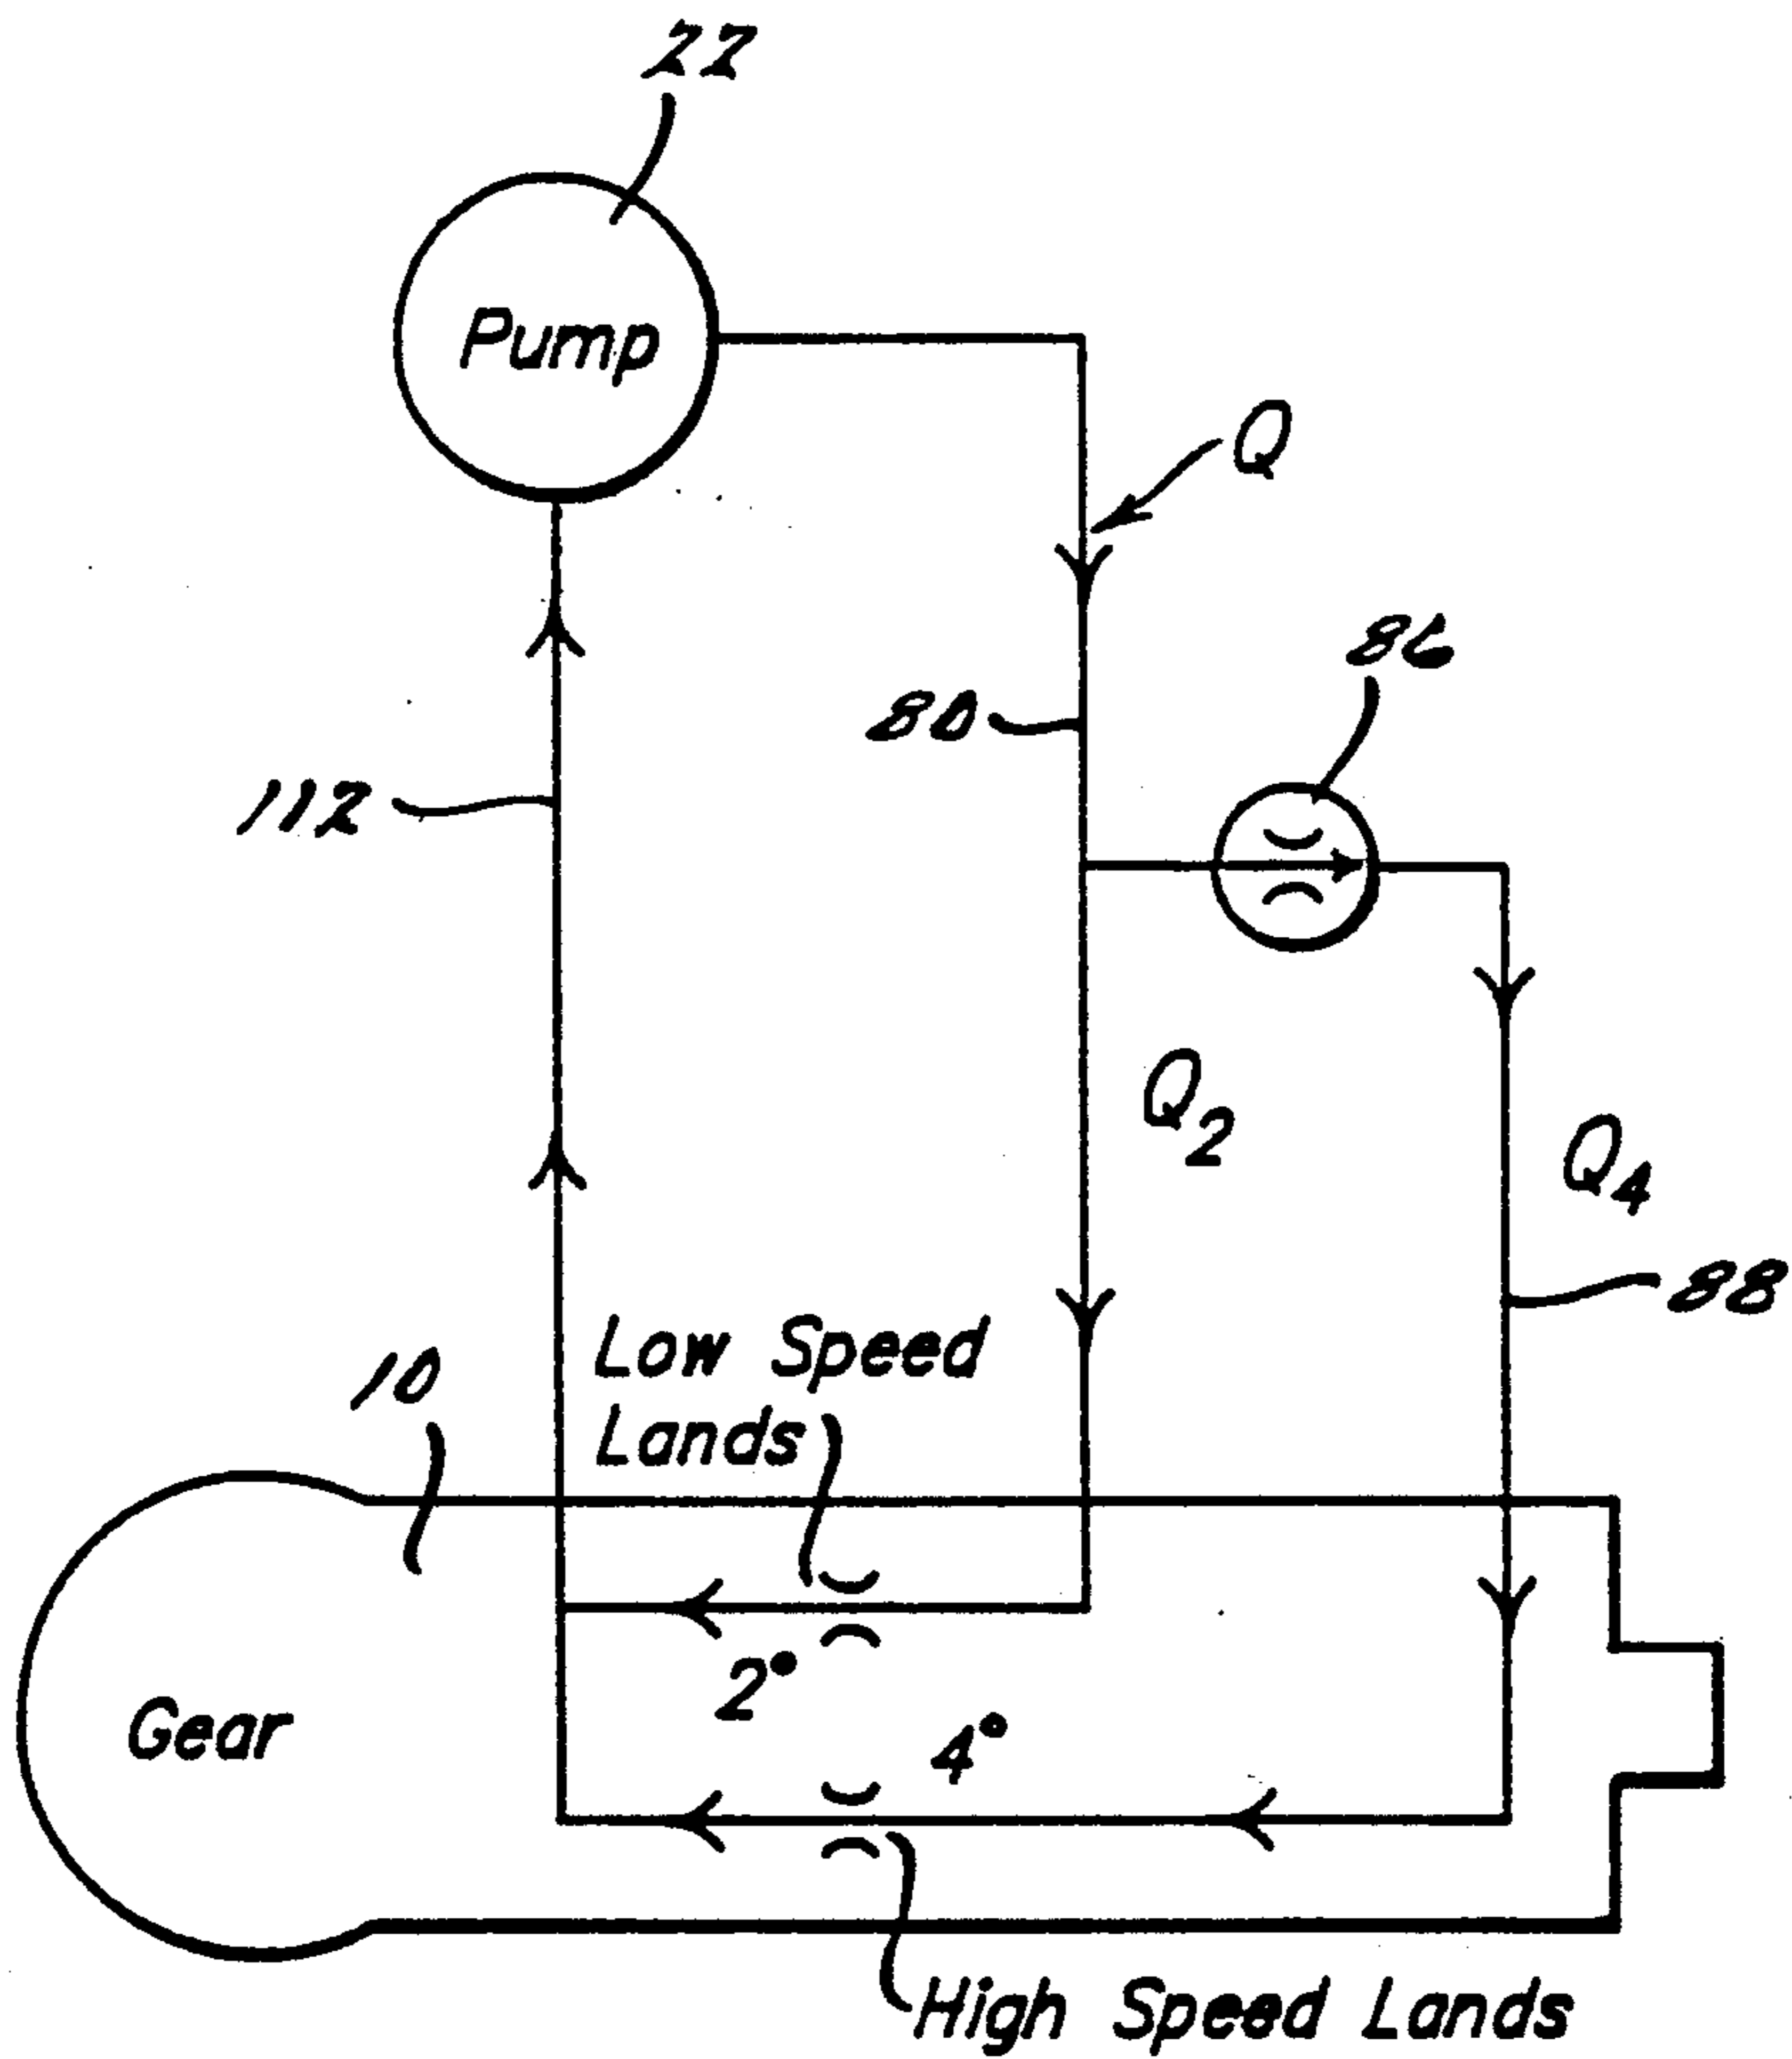 22
Pump
Q
86
80
112
Q2
Q4
88
Low Speed
Lands
10
2°
4°
Gear
High Speed Lands